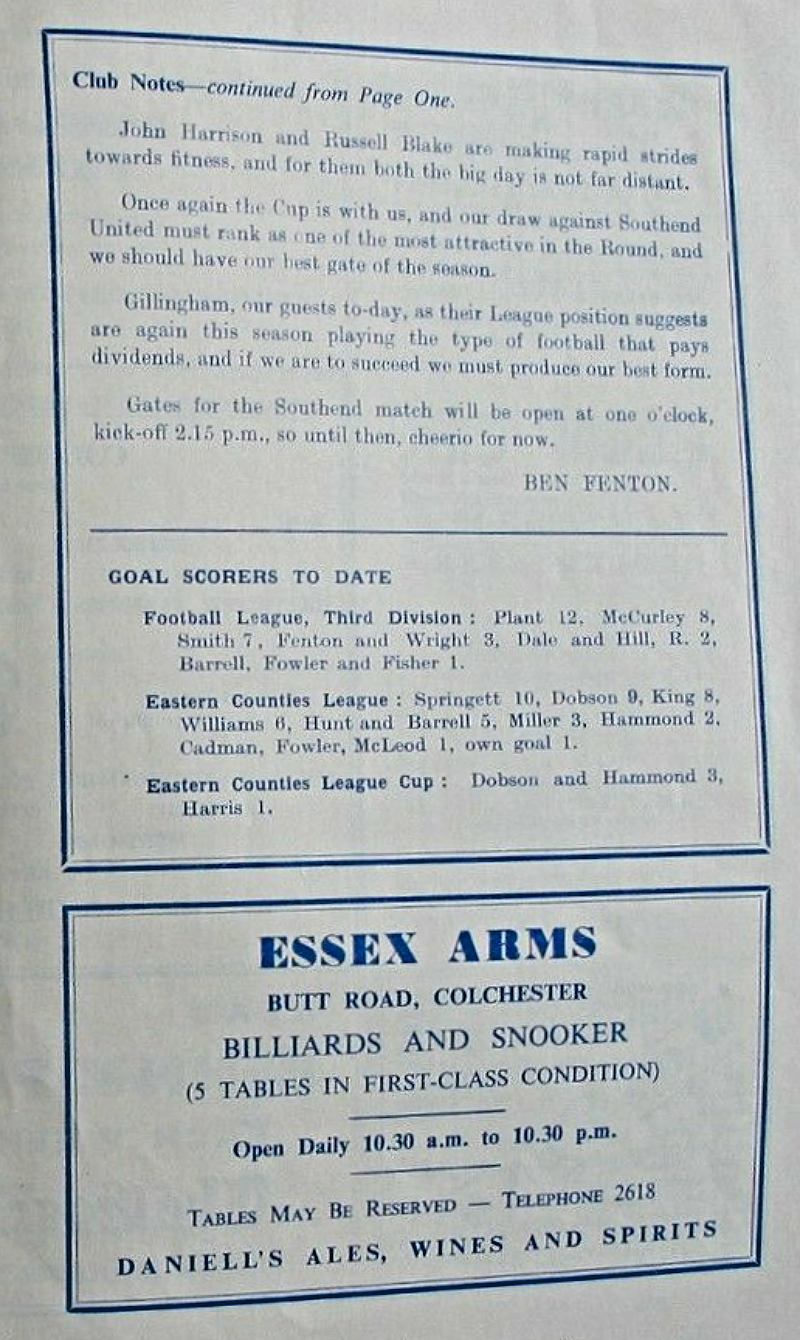 Club Notes—continued from Page One.
John Harrison and Russell Blake are making rapid strides
towards fitness, and for them both the big day is not far distant.
Once again the Cup is with us, and our draw against Southend
United must rank as one of the most attractive in the Round, and
we should have our best gate of the season.
Gillingham, our guests to-day, as their League position suggests
are again this season playing the type of football that pays
dividends, and if we are to succeed we must produce our best form.
Gates for the Southend match will be open at one o'clock,
kick-off 2.15 p.m., so until then, cheerio for now.
BEN FENTON.
GOAL SCORERS TO DATE
Football League, Third Division : Plant 12, McCurley 8,
Smith 7, Fenton and Wright 3, Dale and Hill, R. 2,
Barrell, Fowler and Fisher 1.
Eastern Counties League : Springett 10, Dobson 9, King 8,
Williams 6, Hunt and Barrell 5, Miller 3, Hammond 2,
Cadman, Fowler, McLeod 1, own goal 1.
Eastern Counties League Cup : Dobson and Hammond 3,
Harris 1.
ESSEX ARMS
BUTT ROAD, COLCHESTER
BILLIARDS AND SNOOKER
(5 TABLES IN FIRST-CLASS CONDITION)
Open Daily 10.30 a.m. to 10.30 p.m.
TABLES MAY BE RESERVED — TELEPHONE 2618
DANIELL'S ALES, WINES AND SPIRITS